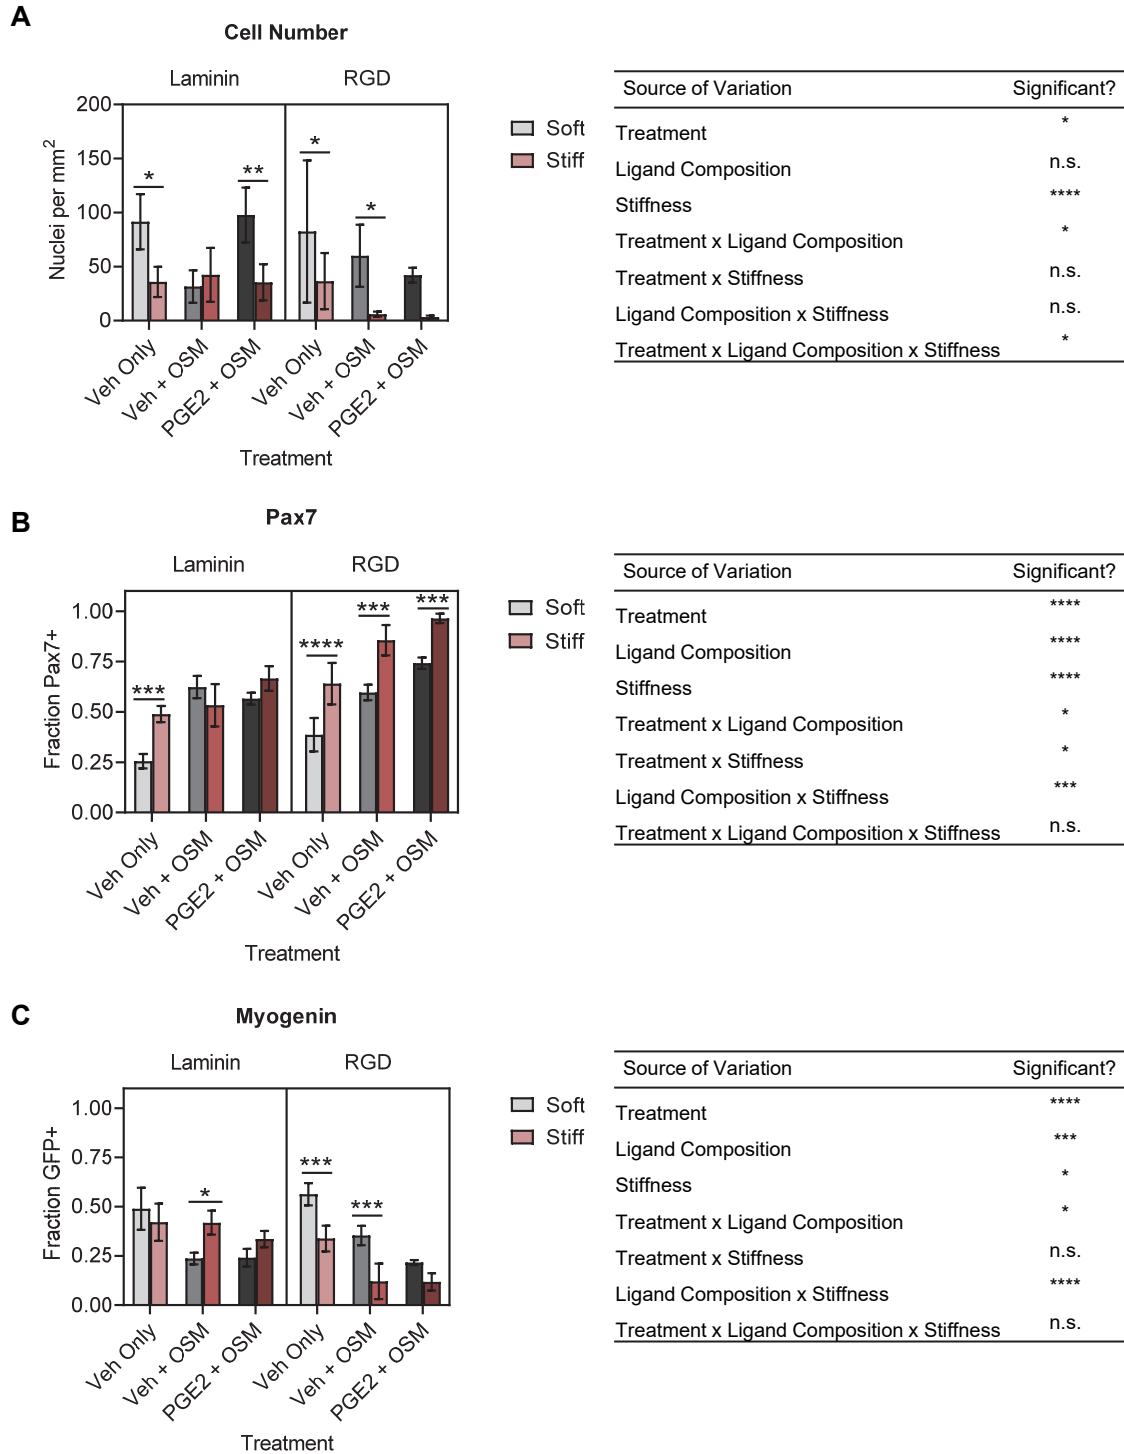 A
Cell Number
Laminin RGD
Nuclei per mm2
200
150
100
50
0
* ** * *
Soft
Stiff
Veh Only
Veh + OSM
PGE2 + OSM
Veh Only
Veh + OSM
PGE2 + OSM
Treatment
Source of Variation Significant?
Treatment *
Ligand Composition n.s.
Stiffness ****
Treatment x Ligand Composition *
Treatment x Stiffness n.s.
Ligand Composition x Stiffness n.s.
Treatment x Ligand Composition x Stiffness *
B
Pax7
Laminin RGD
Fraction Pax7+
1.00
0.75
0.50
0.25
0.00
*** **** *** ***
Soft
Stiff
Veh Only
Veh + OSM
PGE2 + OSM
Veh Only
Veh + OSM
PGE2 + OSM
Treatment
Source of Variation Significant?
Treatment ****
Ligand Composition ****
Stiffness ****
Treatment x Ligand Composition *
Treatment x Stiffness *
Ligand Composition x Stiffness ***
Treatment x Ligand Composition x Stiffness n.s.
C
Myogenin
Laminin RGD
Fraction GFP+
1.00
0.75
0.50
0.25
0.00
* *** ***
Soft
Stiff
Veh Only
Veh + OSM
PGE2 + OSM
Veh Only
Veh + OSM
PGE2 + OSM
Treatment
Source of Variation Significant?
Treatment ****
Ligand Composition ***
Stiffness *
Treatment x Ligand Composition *
Treatment x Stiffness n.s.
Ligand Composition x Stiffness ****
Treatment x Ligand Composition x Stiffness n.s.